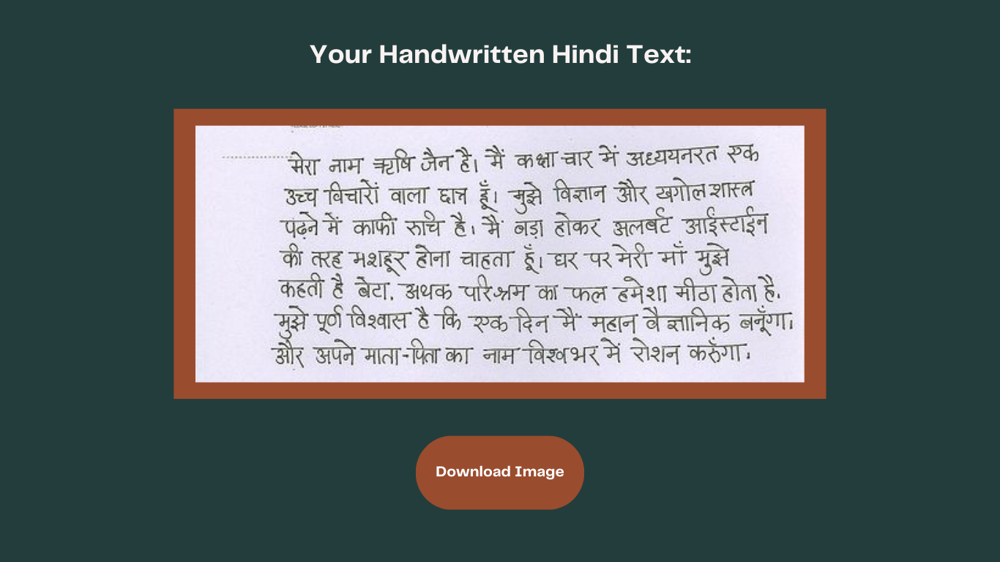 Your Handwritten Hindi Text:
मेरा नाम ऋषि जैन है। मैं कक्षा चार में अध्ययनरत एक
उच्च विचारों वाला छात्र हूँ। मुझे विज्ञान और खगोल शास्त्र
पढ़ने में काफी रुचि है। मैं बड़ा होकर अलबर्ट आईंस्टाईन
की तरह मशहूर होना चाहता हूँ। घर पर मेरी माँ मुझे
कहती है बेटा, अथक परिश्रम का फल हमेशा मीठा होता है.
मुझे पूर्ण विश्वास है कि एक दिन मैं महान वैज्ञानिक बनूँगा।
और अपने माता-पिता का नाम विश्वभर में रोशन करुँगा।
Download Image